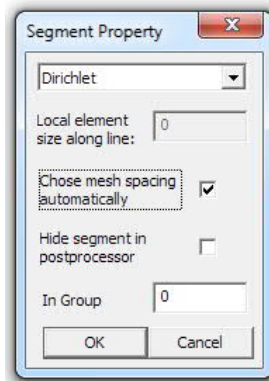 Segment Property
Dirichlet
Local element
size along line:
0
Chose mesh spacing
automatically
Hide segment in
postprocessor
In Group
0
OK
Cancel